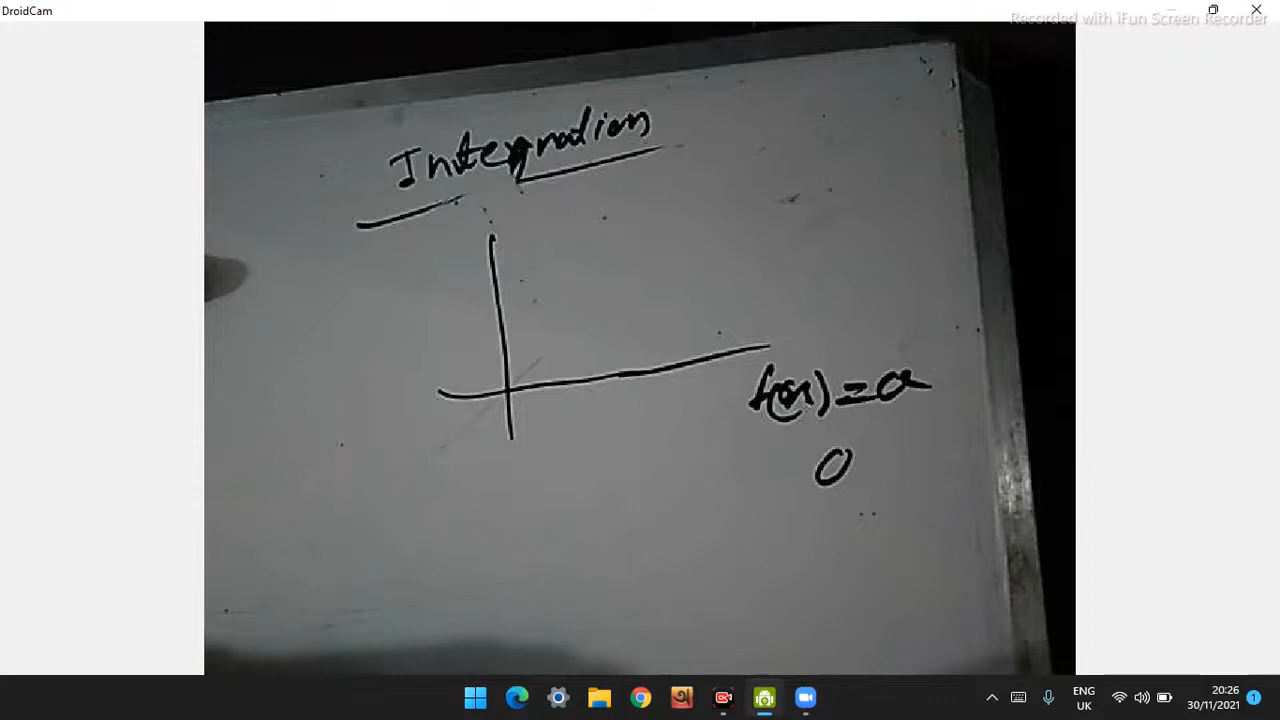 DroidCam
Recorded with iFun Screen Recorder
Integration
f(x) = x
0
ENG
UK
20:26
30/11/2021
1